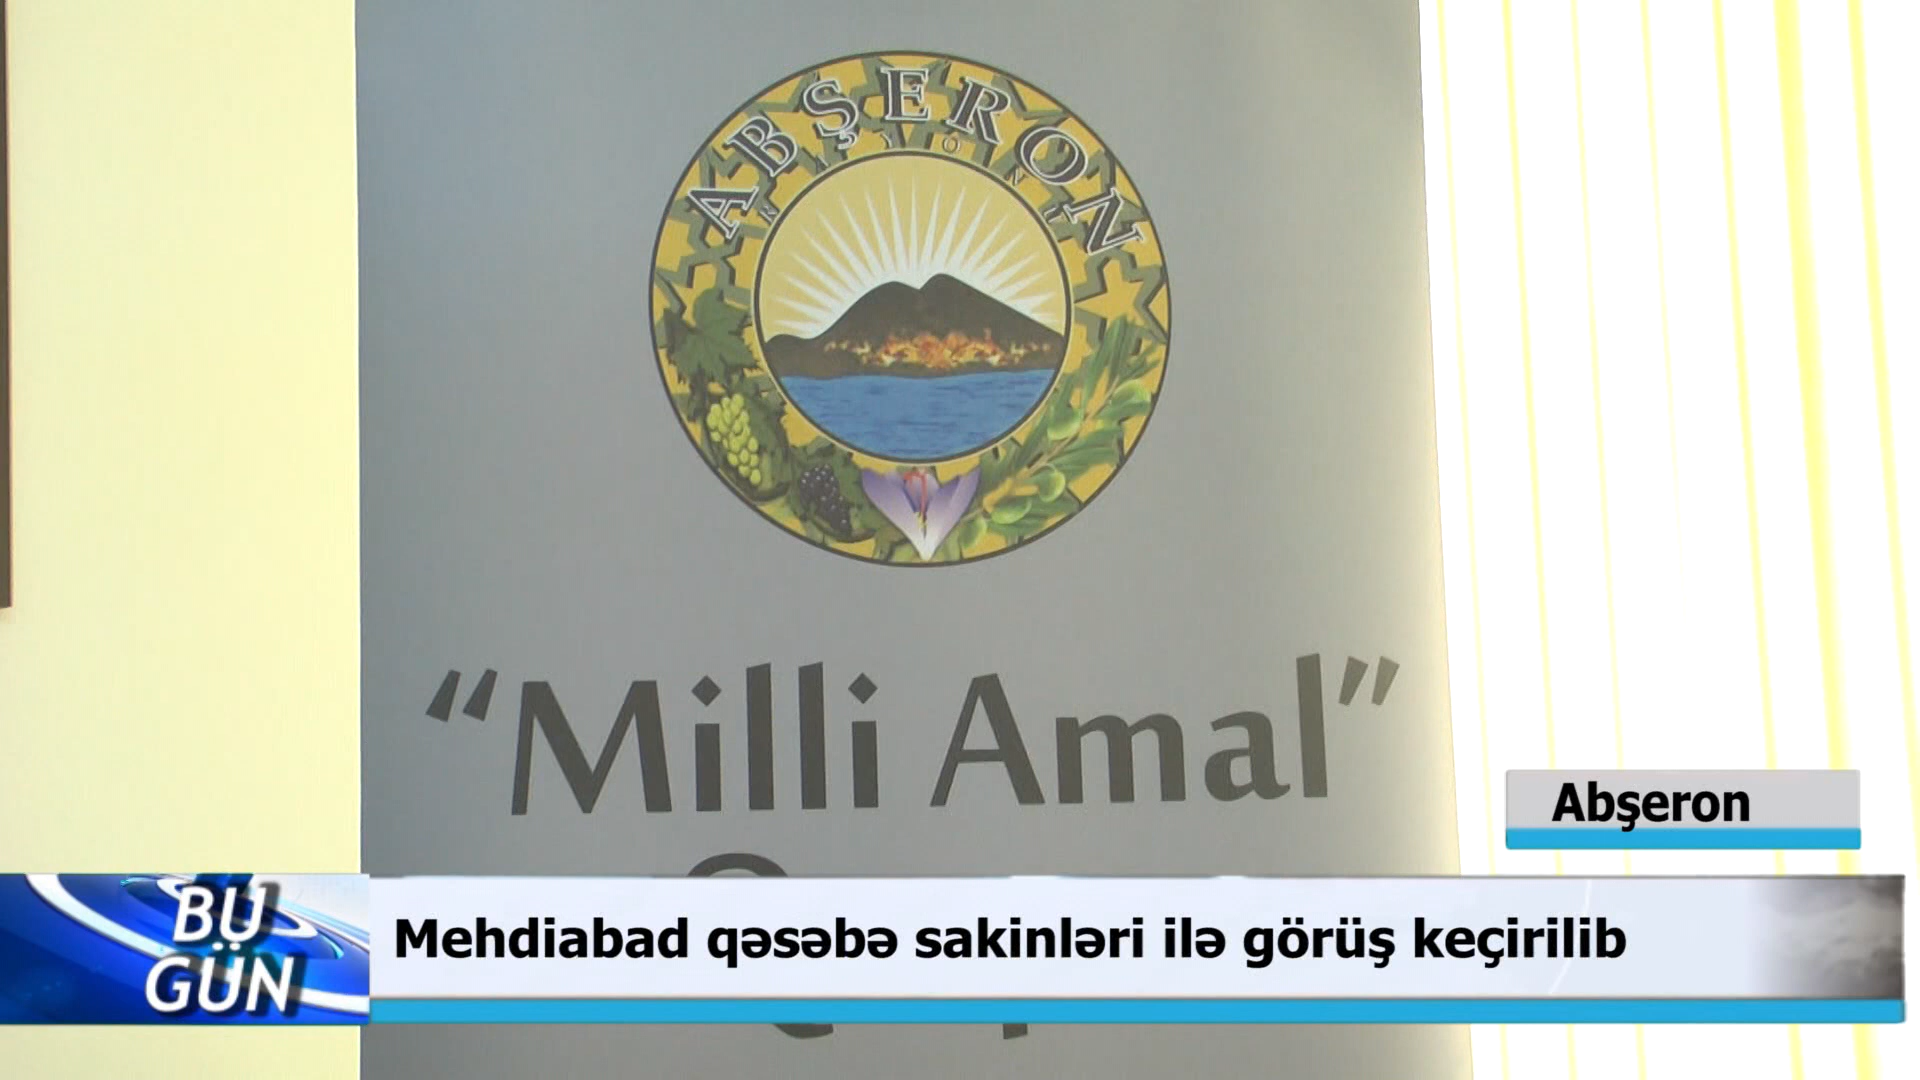 ABŞERON
"Milli Amal"
Abşeron
BU
GÜN
Mehdiabad qəsəbə sakinləri ilə görüş keçirilib